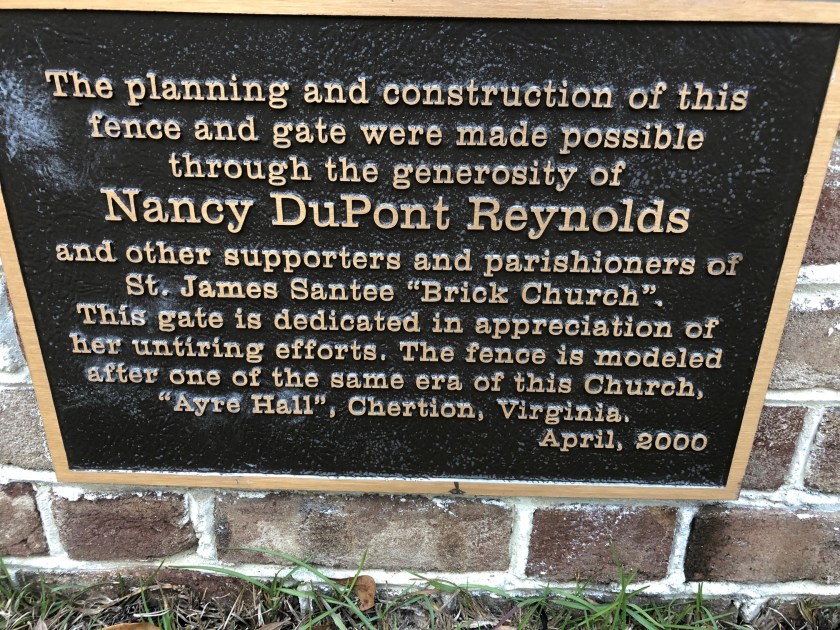 The planning and construction of this
fence and gate were made possible
through the generosity of
Nancy DuPont Reynolds
and other supporters and parishioners of
St. James Santee "Brick Church".
This gate is dedicated in appreciation of
her untiring efforts. The fence is modeled
after one of the same era of this Church,
"Ayre Hall", Chertion, Virginia.
April, 2000